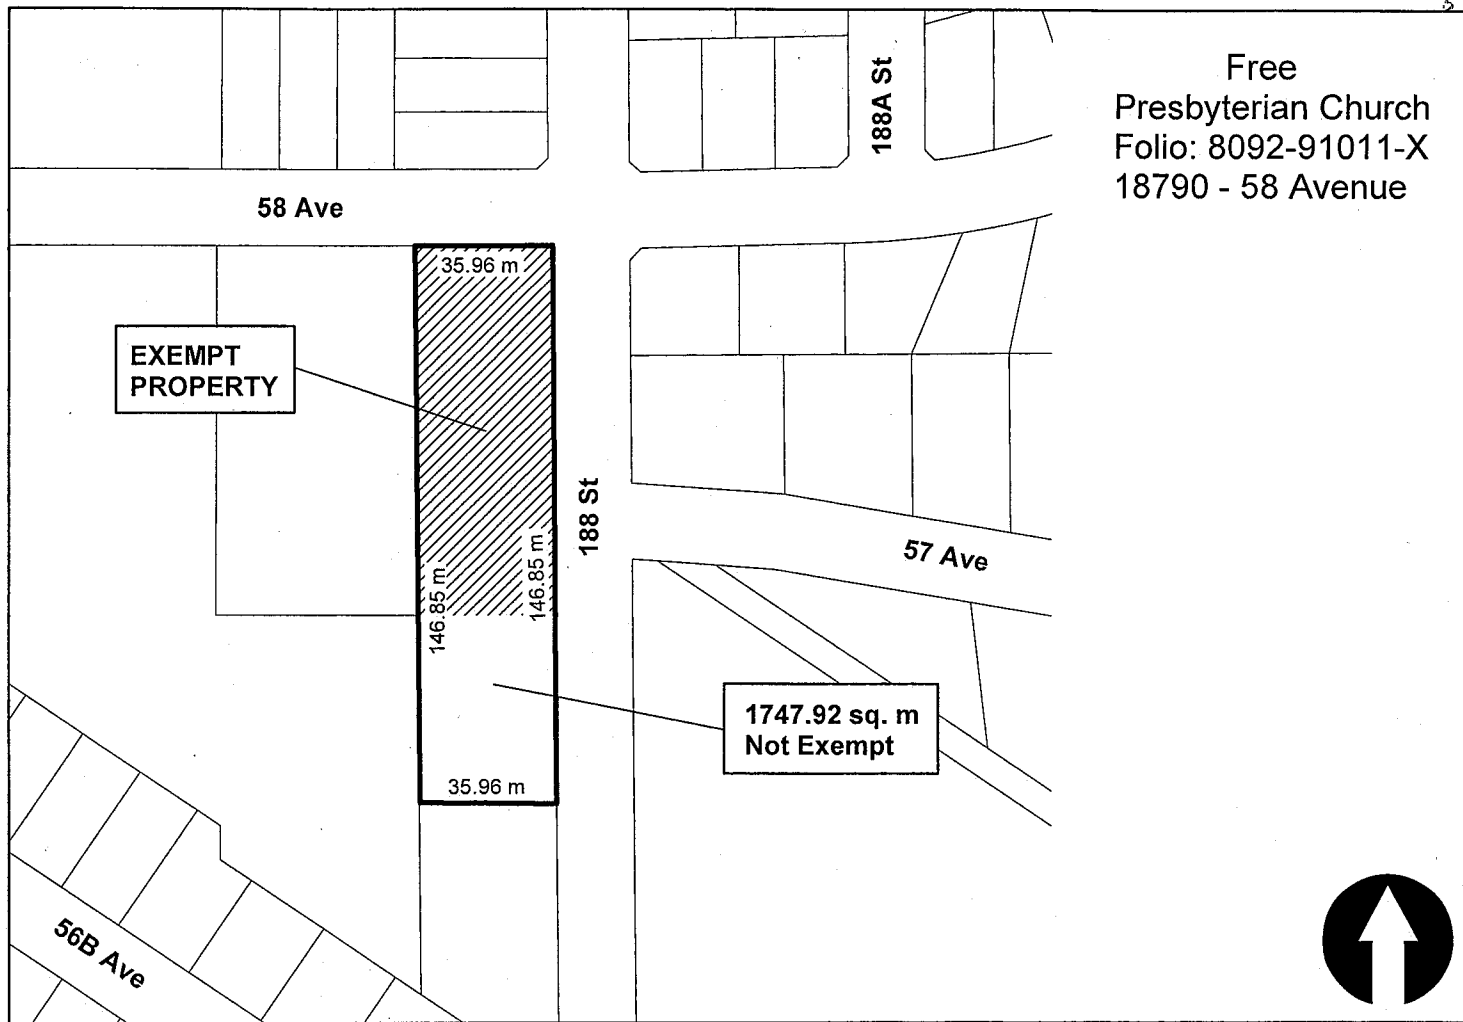 Free
Presbyterian Church
Folio: 8092-91011-X
18790 - 58 Avenue
188A St
58 Ave
35.96 m
EXEMPT
PROPERTY
188 St
57 Ave
146.85 m
146.85 m
1747.92 sq. m
Not Exempt
35.96 m
56B Ave